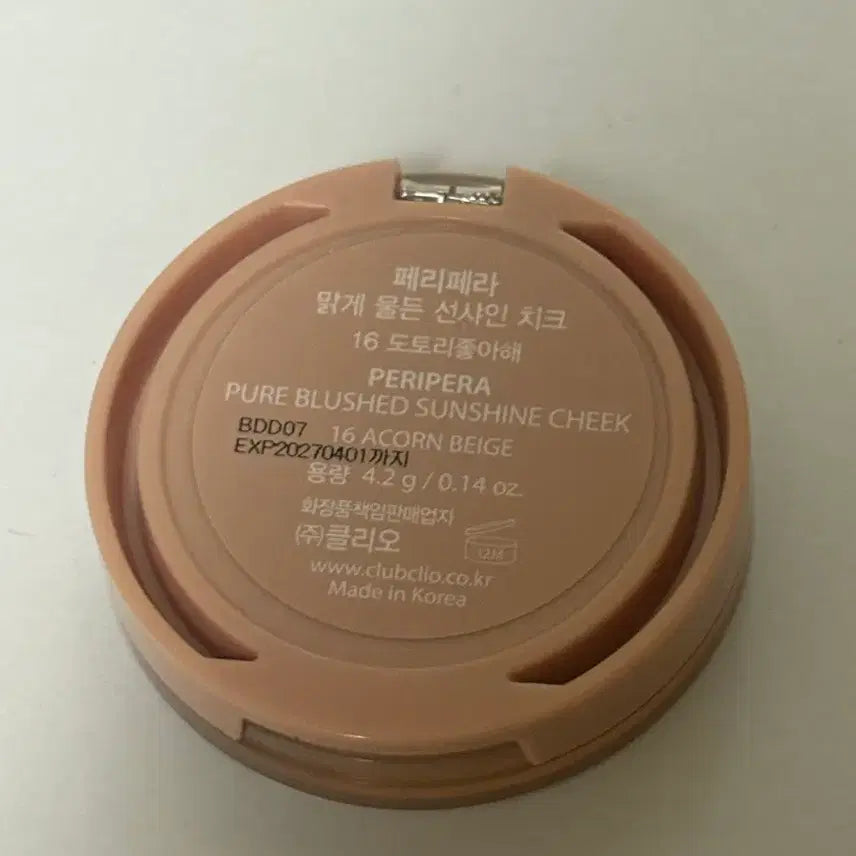 페리페라
맑게 물든 선샤인 치크
16 도토리좋아해
PERIPERA
PURE BLUSHED SUNSHINE CHEEK
BDD07
16 ACORN BEIGE
EXP20270401까지
용량 4.2 g / 0.14 oz.
화장품책임판매업자
(주)클리오
12M
www.clubclio.co.kr
Made in Korea